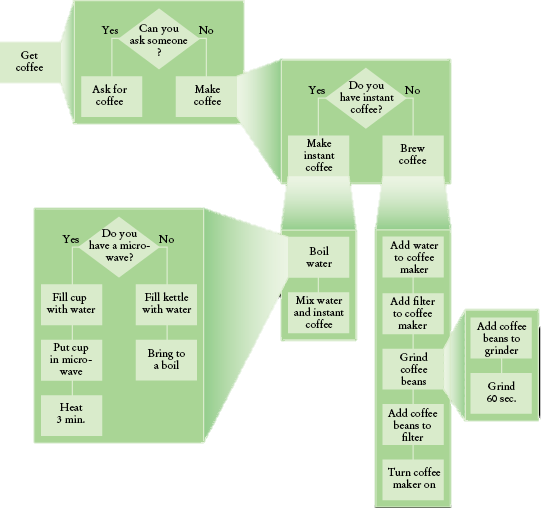 Get
coffee
Can you
ask someone
?
Yes
No
Ask for
coffee
Make
coffee
Do you
have instant
coffee?
Yes
No
Make
instant
coffee
Brew
coffee
Do you
have a micro-
wave?
Yes
No
Fill cup
with water
Put cup
in micro-
wave
Heat
3 min.
Fill kettle
with water
Bring to
a boil
Boil
water
Mix water
and instant
coffee
Add water
to coffee
maker
Add filter
to coffee
maker
Grind
coffee
beans
Add coffee
beans to
filter
Turn coffee
maker on
Add coffee
beans to
grinder
Grind
60 sec.